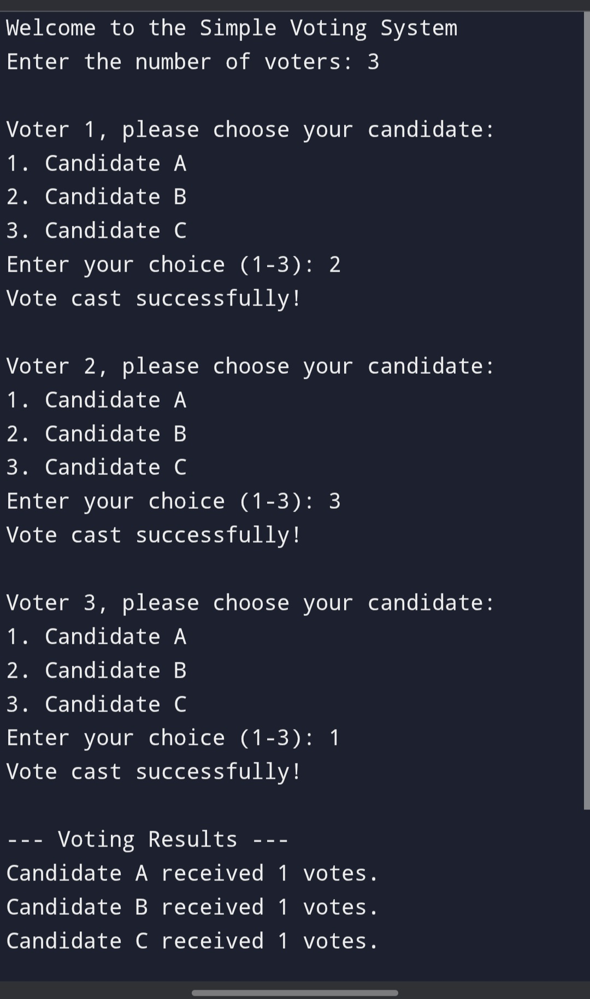 Welcome to the Simple Voting System
Enter the number of voters: 3
Voter 1, please choose your candidate:
1. Candidate A
2. Candidate B
3. Candidate C
Enter your choice (1-3): 2
Vote cast successfully!
Voter 2, please choose your candidate:
1. Candidate A
2. Candidate B
3. Candidate C
Enter your choice (1-3): 3
Vote cast successfully!
Voter 3, please choose your candidate:
1. Candidate A
2. Candidate B
3. Candidate C
Enter your choice (1-3): 1
Vote cast successfully!
--- Voting Results ---
Candidate A received 1 votes.
Candidate B received 1 votes.
Candidate C received 1 votes.